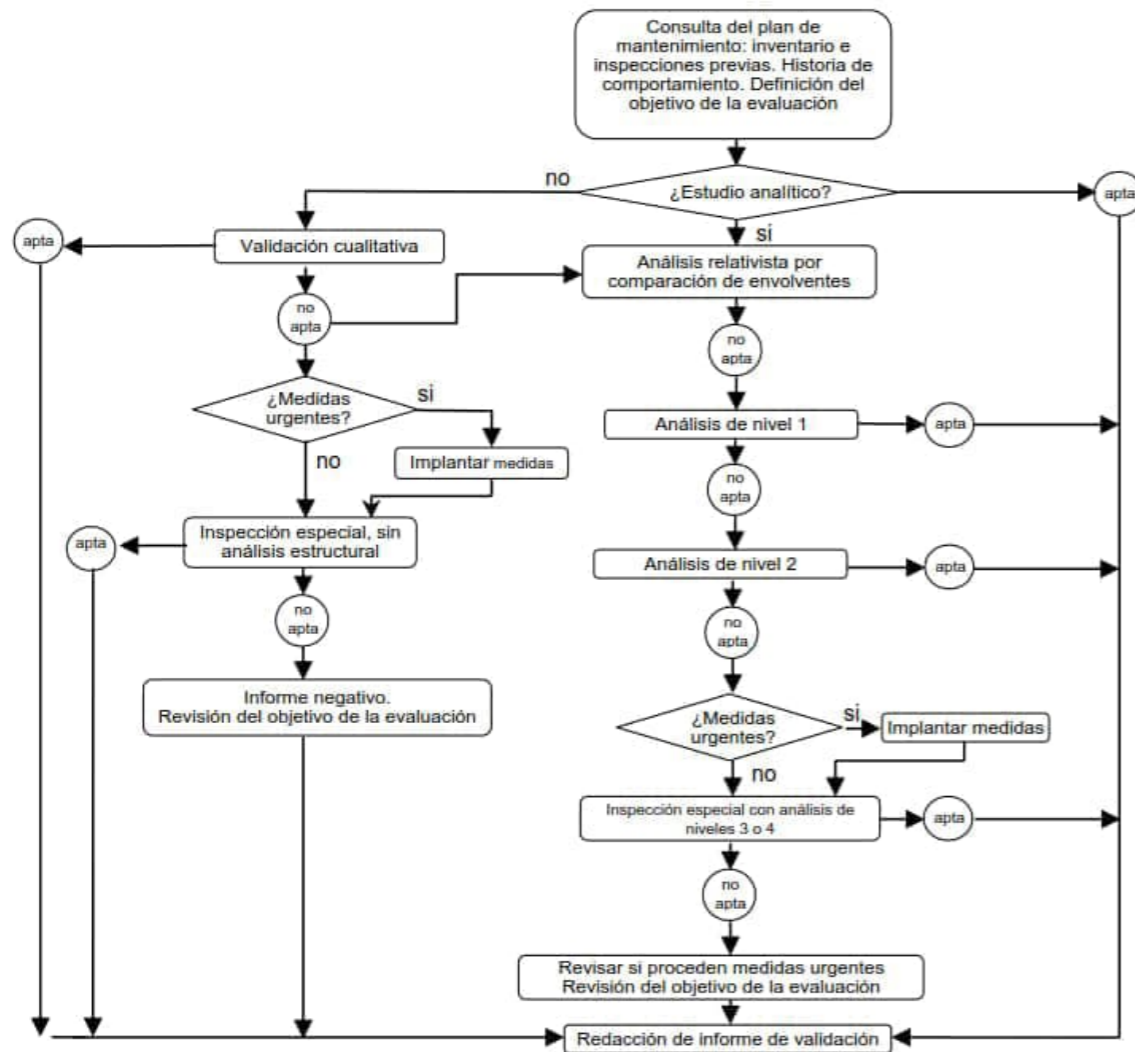 Consulta del plan de
mantenimiento: inventario e
inspecciones previas. Historia de
comportamiento. Definición del
objetivo de la evaluación
no
¿Estudio analítico?
apta
si
apta
Validación cualitativa
Análisis relativista por
comparación de envolventes
no
apta
no
apta
¿Medidas
urgentes?
si
Análisis de nivel 1
apta
no
Implantar medidas
no
apta
apta
Inspección especial, sin
análisis estructural
Análisis de nivel 2
apta
no
apta
no
apta
Informe negativo.
Revisión del objetivo de la evaluación
¿Medidas
urgentes?
si
Implantar medidas
no
Inspección especial con análisis de
niveles 3 o 4
apta
no
apta
Revisar si proceden medidas urgentes
Revisión del objetivo de la evaluación
Redacción de informe de validación